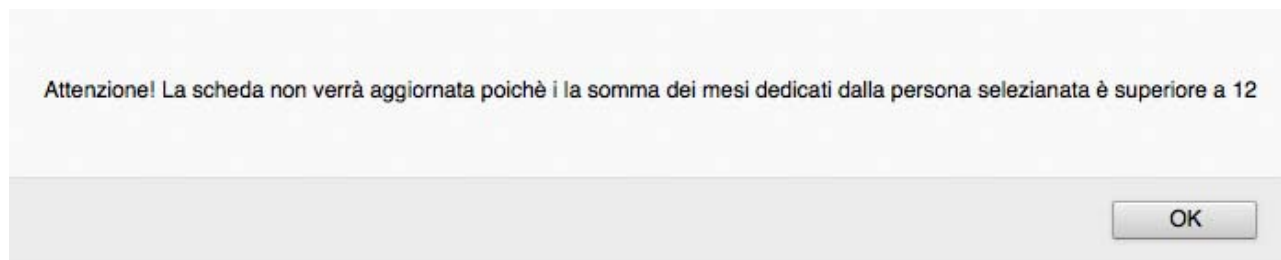 Attenzione! La scheda non verrà aggiornata poichè i la somma dei mesi dedicati dalla persona selezianata è superiore a 12
OK